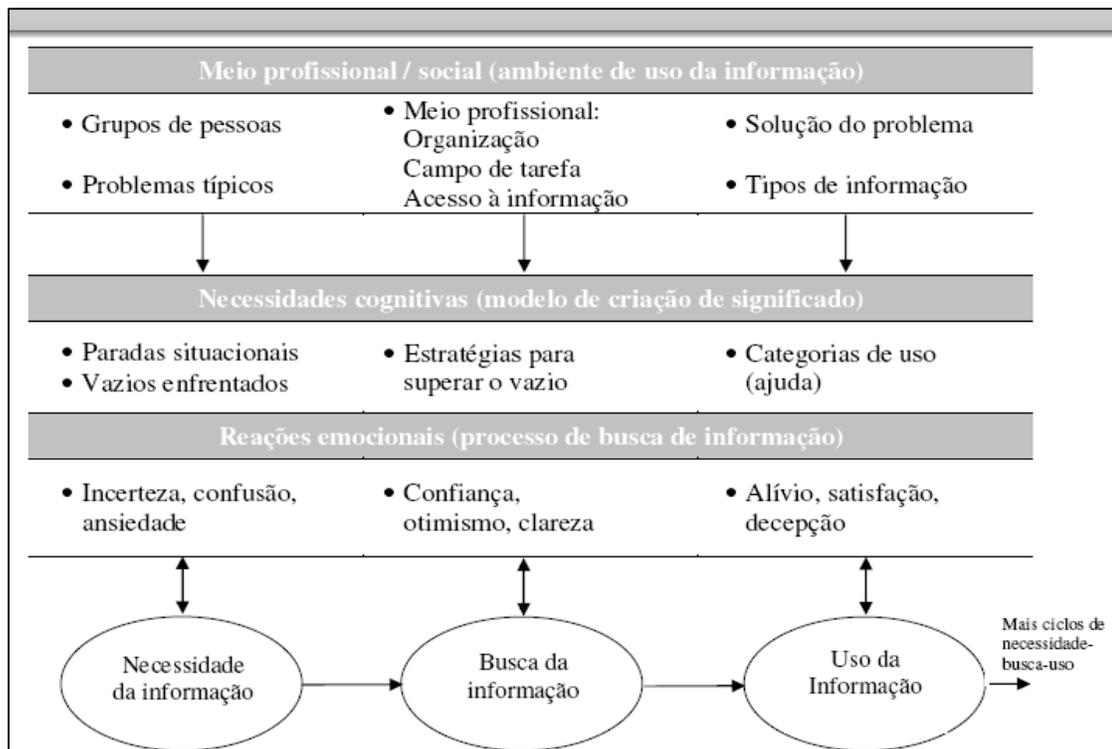 Meio profissional / social (ambiente de uso da informação)
• Grupos de pessoas
• Problemas típicos
• Meio profissional:
Organização
Campo de tarefa
Acesso à informação
• Solução do problema
• Tipos de informação
Necessidades cognitivas (modelo de criação de significado)
• Paradas situacionais
• Vazios enfrentados
• Estratégias para
superar o vazio
• Categorias de uso
(ajuda)
Reações emocionais (processo de busca de informação)
• Incerteza, confusão,
ansiedade
• Confiança,
otimismo, clareza
• Alívio, satisfação,
decepção
Necessidade
da informação
Busca da
informação
Uso da
Informação
Mais ciclos de
necessidade-
busca-uso